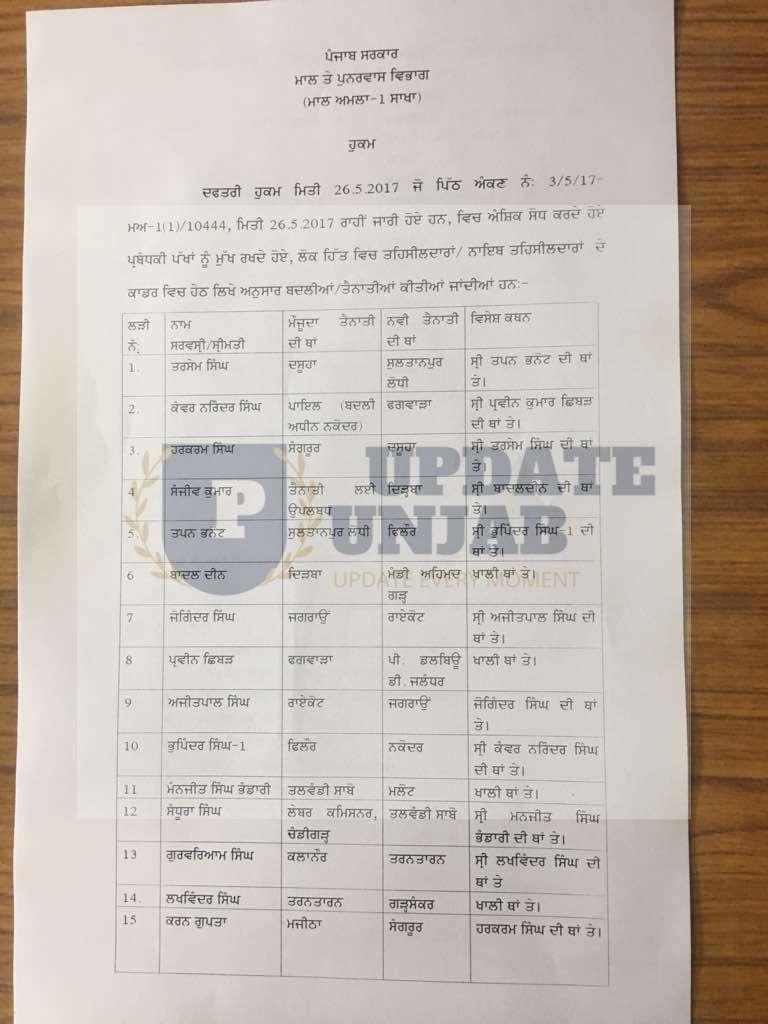 ਪੰਜਾਬ ਸਰਕਾਰ
ਮਾਲ ਤੇ ਪੁਨਰਵਾਸ ਵਿਭਾਗ
(ਮਾਲ ਅਮਲਾ-1 ਸਾਖਾ)
ਹੁਕਮ
ਦਫਤਰੀ ਹੁਕਮ ਮਿਤੀ 26.5.2017 ਜੋ ਪਿੱਠ ਅੰਕਣ ਨੰ: 3/5/17-
ਮਅ-1(1)/10444, ਮਿਤੀ 26.5.2017 ਰਾਹੀਂ ਜਾਰੀ ਹੋਏ ਹਨ, ਵਿਚ ਅੰਸ਼ਿਕ ਸੋਧ ਕਰਦੇ ਹੋਏ
ਪ੍ਰਬੰਧਕੀ ਪੱਖਾਂ ਨੂੰ ਮੁੱਖ ਰਖਦੇ ਹੋਏ, ਲੋਕ ਹਿੱਤ ਵਿਚ ਤਹਿਸੀਲਦਾਰਾਂ/ ਨਾਇਬ ਤਹਿਸੀਲਦਾਰਾਂ ਦੇ
ਕਾਡਰ ਵਿਚ ਹੇਠ ਲਿਖੇ ਅਨੁਸਾਰ ਬਦਲੀਆਂ/ਤੈਨਾਤੀਆਂ ਕੀਤੀਆਂ ਜਾਂਦੀਆਂ ਹਨ:-
ਲੜੀ ਨਾਮ ਮੌਜੂਦਾ ਤੈਨਾਤੀ ਨਵੀ ਤੈਨਾਤੀ ਵਿਸੇਸ਼ ਕਥਨ
ਨੰ. ਸਰਵਸ੍ਰੀ/ਸ੍ਰੀਮਤੀ ਦੀ ਥਾਂ ਦੀ ਥਾਂ
1. ਤਰਸੇਮ ਸਿੰਘ ਦਸੂਹਾ ਸੁਲਤਾਨਪੁਰ ਸ੍ਰੀ ਤਪਨ ਭਨੋਟ ਦੀ ਥਾਂ
ਲੋਧੀ ਤੇ।
2. ਕੰਵਰ ਨਰਿੰਦਰ ਸਿੰਘ ਪਾਇਲ (ਬਦਲੀ ਫਗਵਾੜਾ ਸ੍ਰੀ ਪ੍ਰਵੀਨ ਕੁਮਾਰ ਛਿਬੜ
ਅਧੀਨ ਨਕੋਦਰ) ਦੀ ਥਾਂ ਤੇ।
3. ਹਰਕਰਮ ਸਿੰਘ ਸੰਗਰੂਰ ਦਸੂਹਾ ਸ੍ਰੀ ਤਰਸੇਮ ਸਿੰਘ ਦੀ ਥਾਂ
ਤੇ।
4 ਸੰਜੀਵ ਕੁਮਾਰ ਤੈਨਾਤੀ ਲਈ ਦਿੜ੍ਹਬਾ ਸ੍ਰੀ ਬਾਦਲਦੀਨ ਦੀ ਥਾਂ
ਉਪਲਬਧ ਤੇ।
5. ਤਪਨ ਭਨੋਟ ਸੁਲਤਾਨਪੁਰ ਲੋਧੀ ਫਿਲੌਰ ਸ੍ਰੀ ਭੁਪਿੰਦਰ ਸਿੰਘ-1 ਦੀ
ਥਾਂ ਤੇ।
6 ਬਾਦਲ ਦੀਨ ਦਿੜਬਾ ਮੰਡੀ ਅਹਿਮਦ ਖਾਲੀ ਥਾਂ ਤੇ।
ਗੜ੍ਹ
7 ਜੋਗਿੰਦਰ ਸਿੰਘ ਜਗਰਾਉਂ ਰਾਏਕੋਟ ਸ੍ਰੀ ਅਜੀਤਪਾਲ ਸਿੰਘ ਦੀ
ਥਾਂ ਤੇ।
8 ਪ੍ਰਵੀਨ ਛਿਬੜ ਫਗਵਾੜਾ ਪੀ. ਡਲਬਿਊ ਖਾਲੀ ਥਾਂ ਤੇ।
ਡੀ. ਜਲੰਧਰ
9 ਅਜੀਤਪਾਲ ਸਿੰਘ ਰਾਏਕੋਟ ਜਗਰਾਉਂ ਜੋਗਿੰਦਰ ਸਿੰਘ ਦੀ ਥਾਂ
ਤੇ।
10 ਭੁਪਿੰਦਰ ਸਿੰਘ-1 ਫਿਲੌਰ ਨਕੋਦਰ ਸ੍ਰੀ ਕੰਵਰ ਨਰਿੰਦਰ ਸਿੰਘ
ਦੀ ਥਾਂ ਤੇ।
11 ਮੰਨਜੀਤ ਸਿੰਘ ਭੰਡਾਰੀ ਤਲਵੰਡੀ ਸਾਬੋ ਮਲੋਟ ਖਾਲੀ ਥਾਂ ਤੇ।
12 ਸੰਧੂਰਾ ਸਿੰਘ ਲੇਬਰ ਕਮਿਸਨਰ, ਤਲਵੰਡੀ ਸਾਬੋ ਸ੍ਰੀ ਮਨਜੀਤ ਸਿੰਘ
ਚੰਡੀਗੜ੍ਹ ਭੰਡਾਰੀ ਦੀ ਥਾਂ ਤੇ।
13 ਗੁਰਵਰਿਆਮ ਸਿੰਘ ਕਲਾਨੌਰ ਤਰਨਤਾਰਨ ਸ੍ਰੀ ਲਖਵਿੰਦਰ ਸਿੰਘ ਦੀ
ਥਾਂ ਤੇ
14. ਲਖਵਿੰਦਰ ਸਿੰਘ ਤਰਨਤਾਰਨ ਗੜ੍ਹਸੰਕਰ ਖਾਲੀ ਥਾਂ ਤੇ।
15 ਕਰਨ ਗੁਪਤਾ ਮਜੀਠਾ ਸੰਗਰੂਰ ਹਰਕਰਮ ਸਿੰਘ ਦੀ ਥਾਂ ਤੇ।
UPDATE
PUNJAB
UPDATE EVERY MOMENT